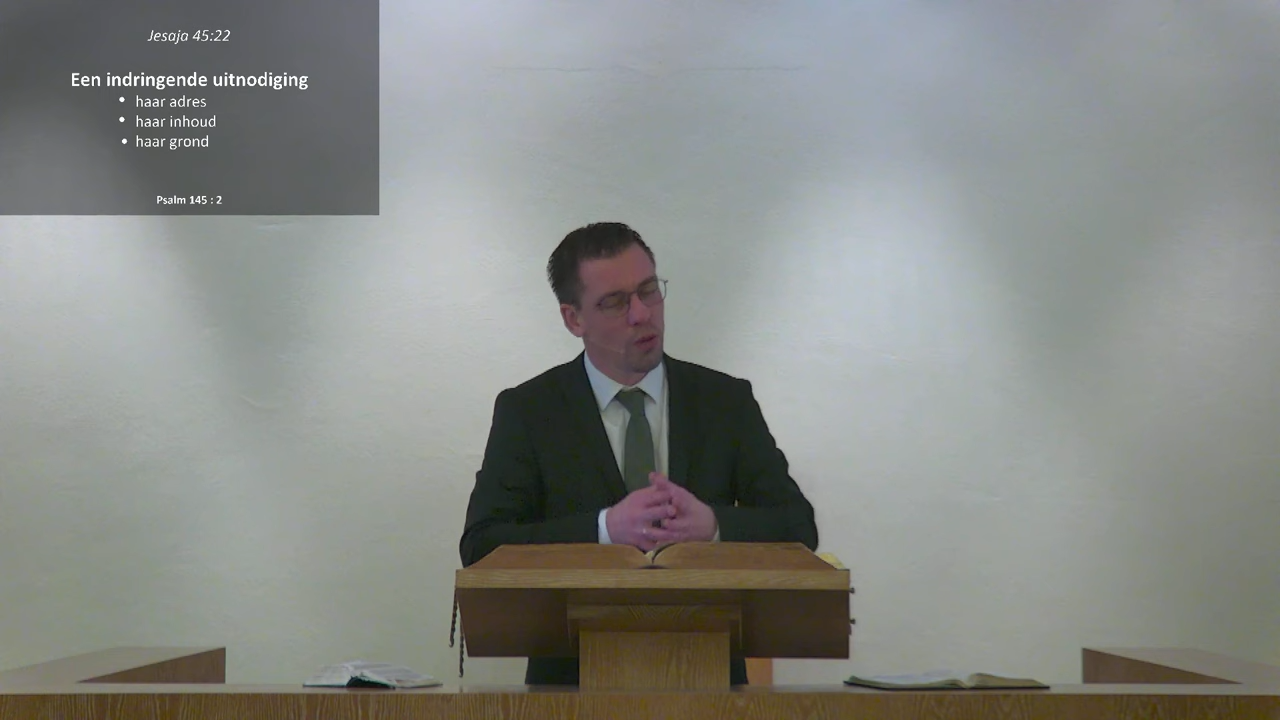 Jesaja 45:22
Een indringende uitnodiging
• haar adres
• haar inhoud
• haar grond
Psalm 145 : 2